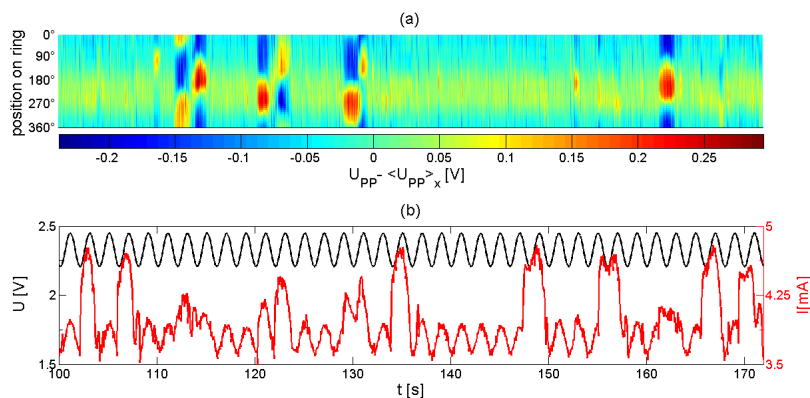 (a)
position on ring
0°
90°
180°
270°
360°
-0.2 -0.15 -0.1 -0.05 0 0.05 0.1 0.15 0.2 0.25
U_PP - <U_PP>_x [V]
(b)
U [V]
2.5
2
1.5
5
4.25
3.5
I[mA]
100 110 120 130 140 150 160 170
t [s]